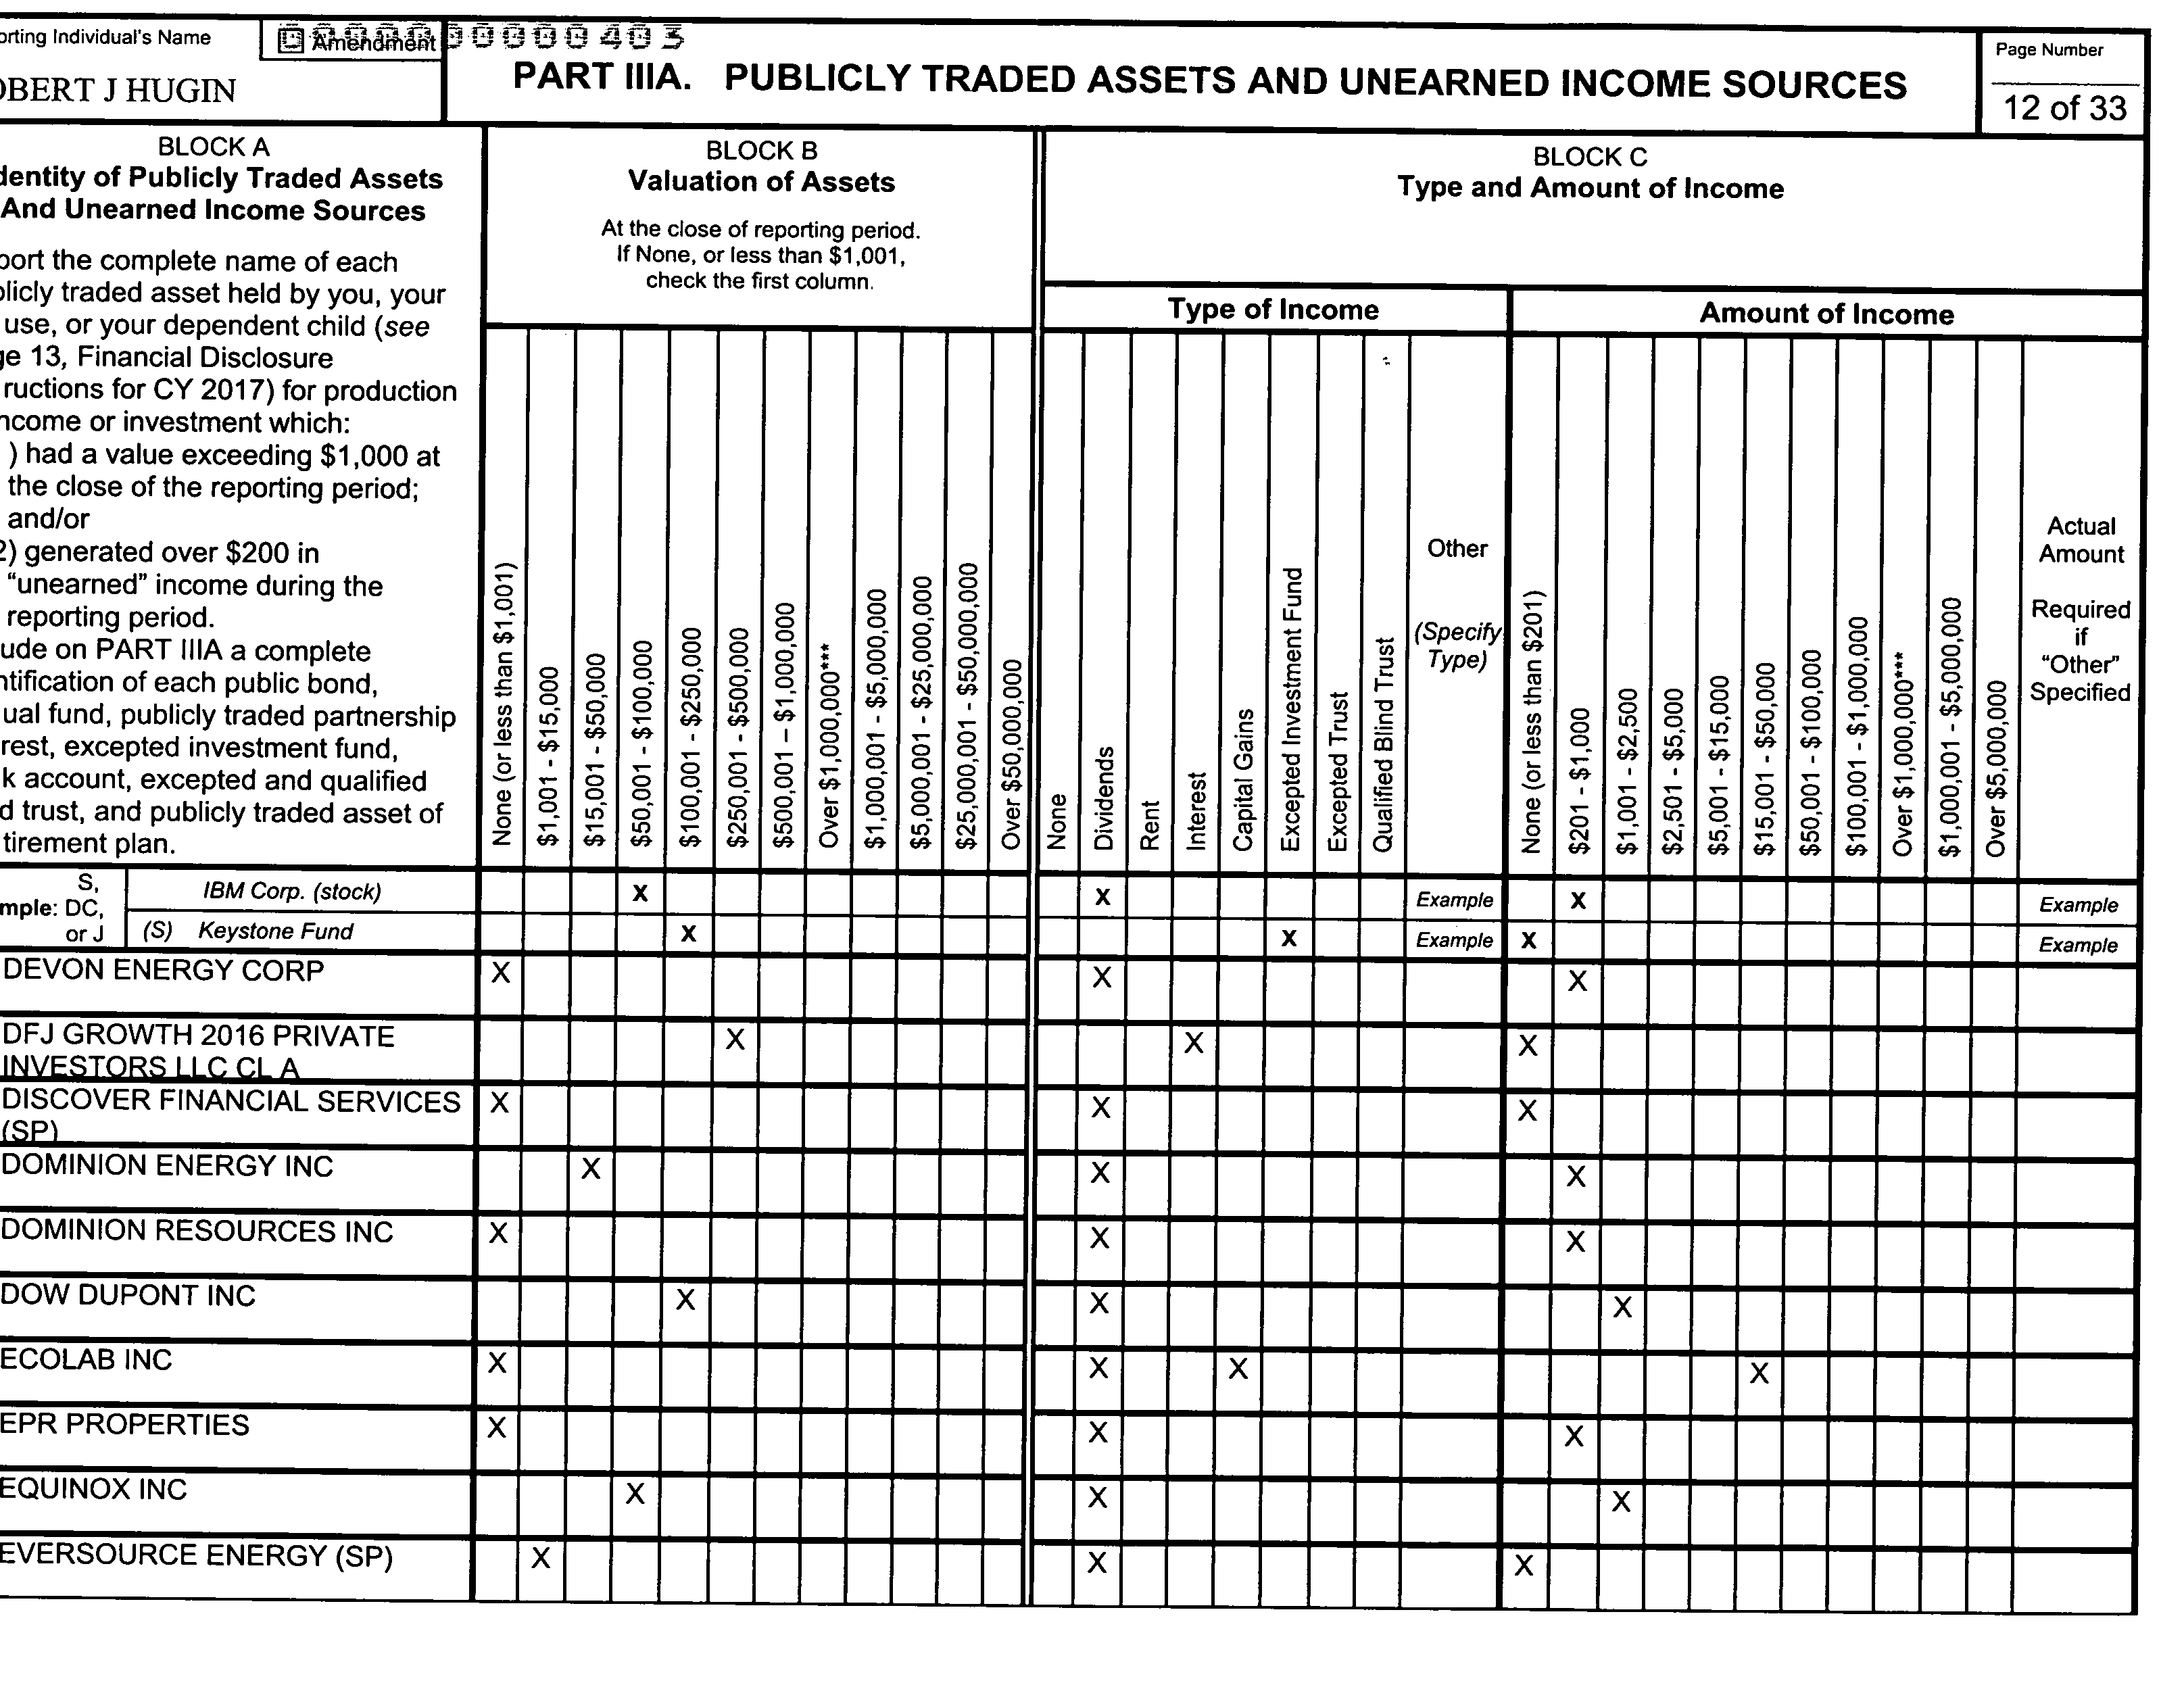 orting Individual's Name
Amendment
000000000403
OBERT J HUGIN
PART IIIA. PUBLICLY TRADED ASSETS AND UNEARNED INCOME SOURCES
Page Number
12 of 33
BLOCK A
dentity of Publicly Traded Assets
And Unearned Income Sources
port the complete name of each
blicly traded asset held by you, your
use, or your dependent child (see
ge 13, Financial Disclosure
ructions for CY 2017) for production
ncome or investment which:
) had a value exceeding $1,000 at
the close of the reporting period;
and/or
2) generated over $200 in
“unearned” income during the
reporting period.
ude on PART IIIA a complete
ntification of each public bond,
ual fund, publicly traded partnership
rest, excepted investment fund,
k account, excepted and qualified
d trust, and publicly traded asset of
tirement plan.
BLOCK B
Valuation of Assets
At the close of reporting period.
If None, or less than $1,001,
check the first column.
None (or less than $1,001)
$1,001 - $15,000
$15,001 - $50,000
$50,001 - $100,000
$100,001 - $250,000
$250,001 - $500,000
$500,001 – $1,000,000
Over $1,000,000***
$1,000,001 - $5,000,000
$5,000,001 - $25,000,000
$25,000,001 - $50,000,000
Over $50,000,000
BLOCK C
Type and Amount of Income
Type of Income
None
Dividends
Rent
Interest
Capital Gains
Excepted Investment Fund
Excepted Trust
Qualified Blind Trust
Other
(Specify
Type)
Amount of Income
None (or less than $201)
$201 - $1,000
$1,001 - $2,500
$2,501 - $5,000
$5,001 - $15,000
$15,001 - $50,000
$50,001 - $100,000
$100,001 - $1,000,000
Over $1,000,000****
$1,000,001 - $5,000,000
Over $5,000,000
Actual
Amount
Required
if
“Other”
Specified
S,
mple: DC,
or J
IBM Corp. (stock) X X Example X Example
(S) Keystone Fund X X Example X Example
DEVON ENERGY CORP X X X
DFJ GROWTH 2016 PRIVATE X X X
INVESTORS LLC CL A
DISCOVER FINANCIAL SERVICES X X X
(SP)
DOMINION ENERGY INC X X X
DOMINION RESOURCES INC X X X
DOW DUPONT INC X X X
ECOLAB INC X X X X
EPR PROPERTIES X X X
EQUINOX INC X X X
EVERSOURCE ENERGY (SP) X X X